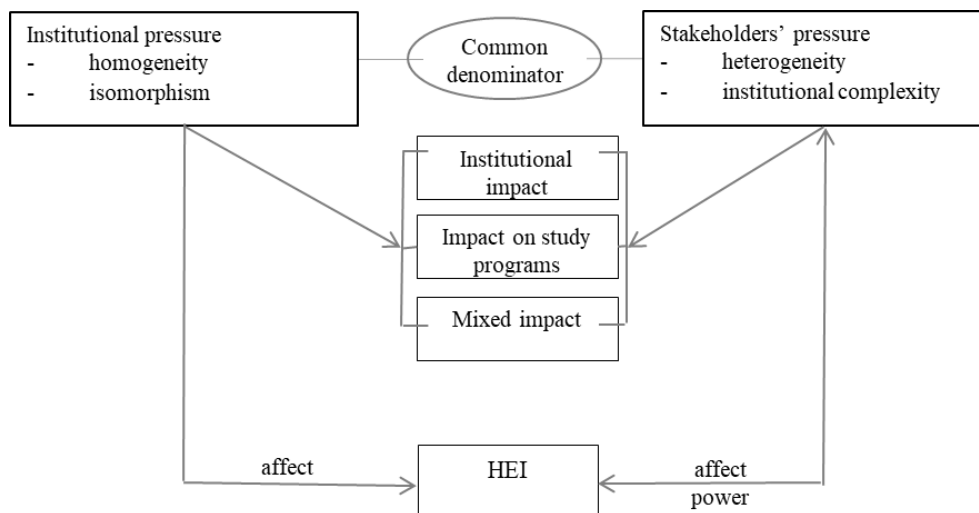 Institutional pressure
- homogeneity
- isomorphism
Common
denominator
Stakeholders’ pressure
- heterogeneity
- institutional complexity
Institutional
impact
Impact on study
programs
Mixed impact
affect
HEI
affect
power